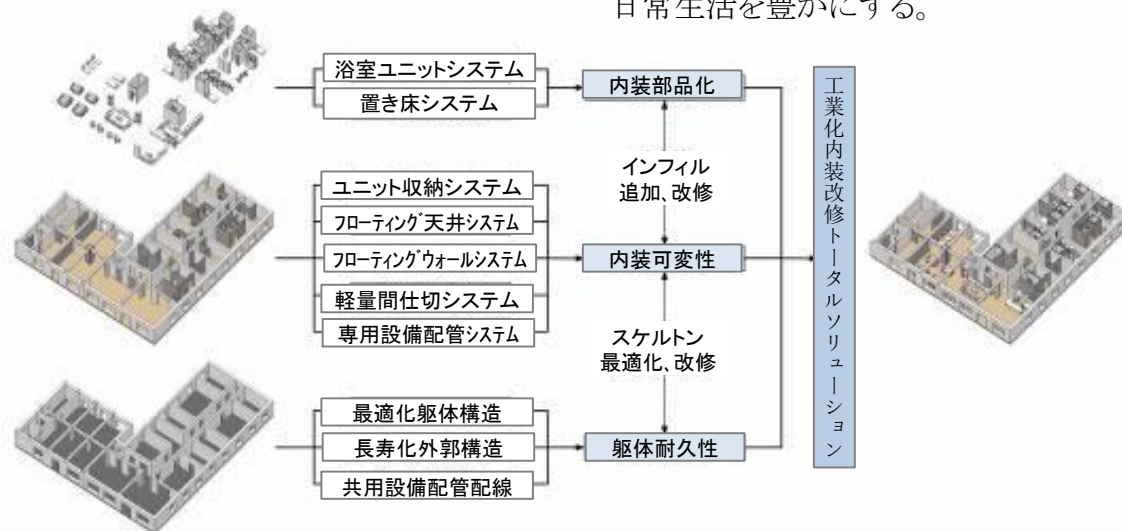 日常生活を豊かにする。
浴室ユニットシステム
置き床システム
内装部品化
インフィル
追加、改修
ユニット収納システム
フローティング天井システム
フローティングウォールシステム
軽量間仕切システム
専用設備配管システム
内装可変性
スケルトン
最適化、改修
最適化躯体構造
長寿化外郭構造
共用設備配管配線
躯体耐久性
工業化内装改修トータルソリューション